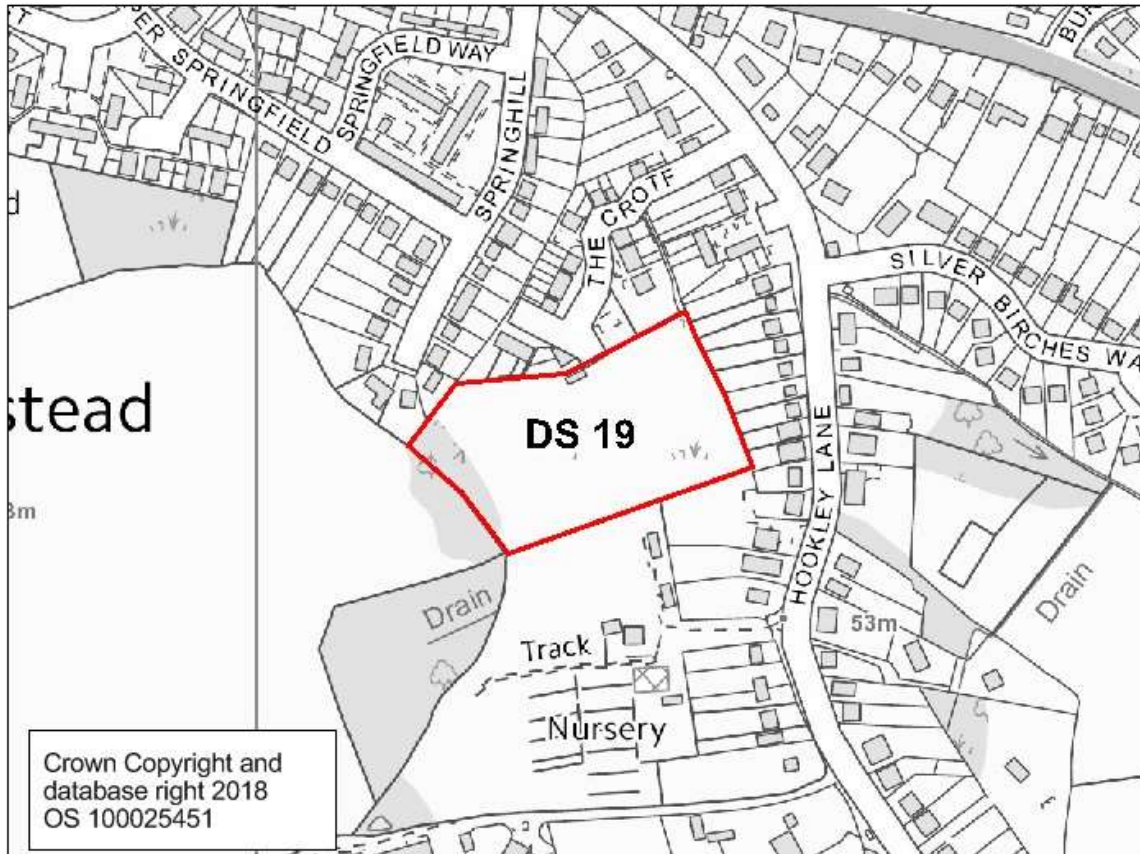 SPRINGFIELD WAY
SPRINGFIELD
SPRINGHILL
THE CROTF
SILVER BIRCHES WA
stead
DS 19
HOOKLEY LANE
Drain
Drain
53m
Track
Nursery
Crown Copyright and
database right 2018
OS 100025451